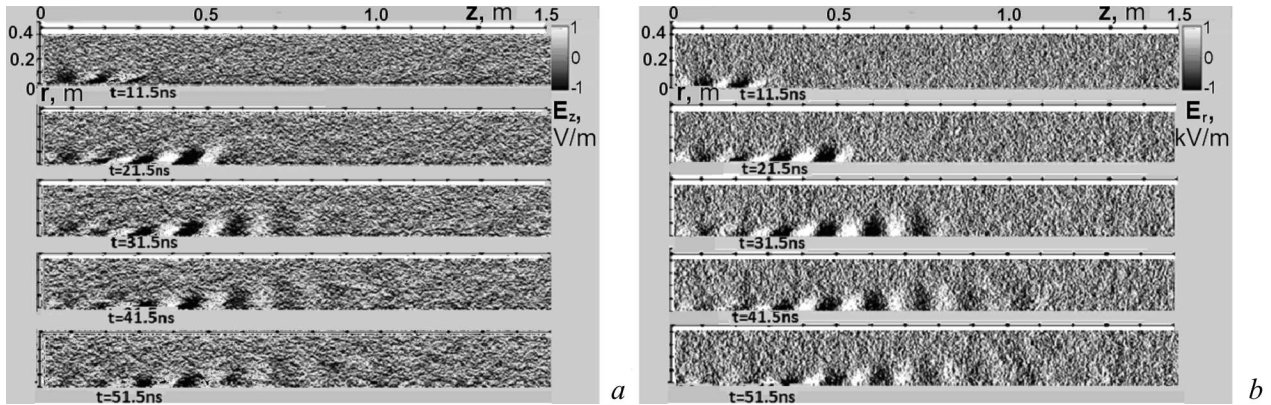 0 0.5 z, m 1.0 1.5
0.4
0.2
0
r, m
1
0
-1
E_z,
V/m
t=11.5ns
t=21.5ns
t=31.5ns
t=41.5ns
t=51.5ns
a
0 0.5 1.0 z, m 1.5
0.4
0.2
0
r, m
1
0
-1
E_r,
kV/m
t=11.5ns
t=21.5ns
t=31.5ns
t=41.5ns
t=51.5ns
b